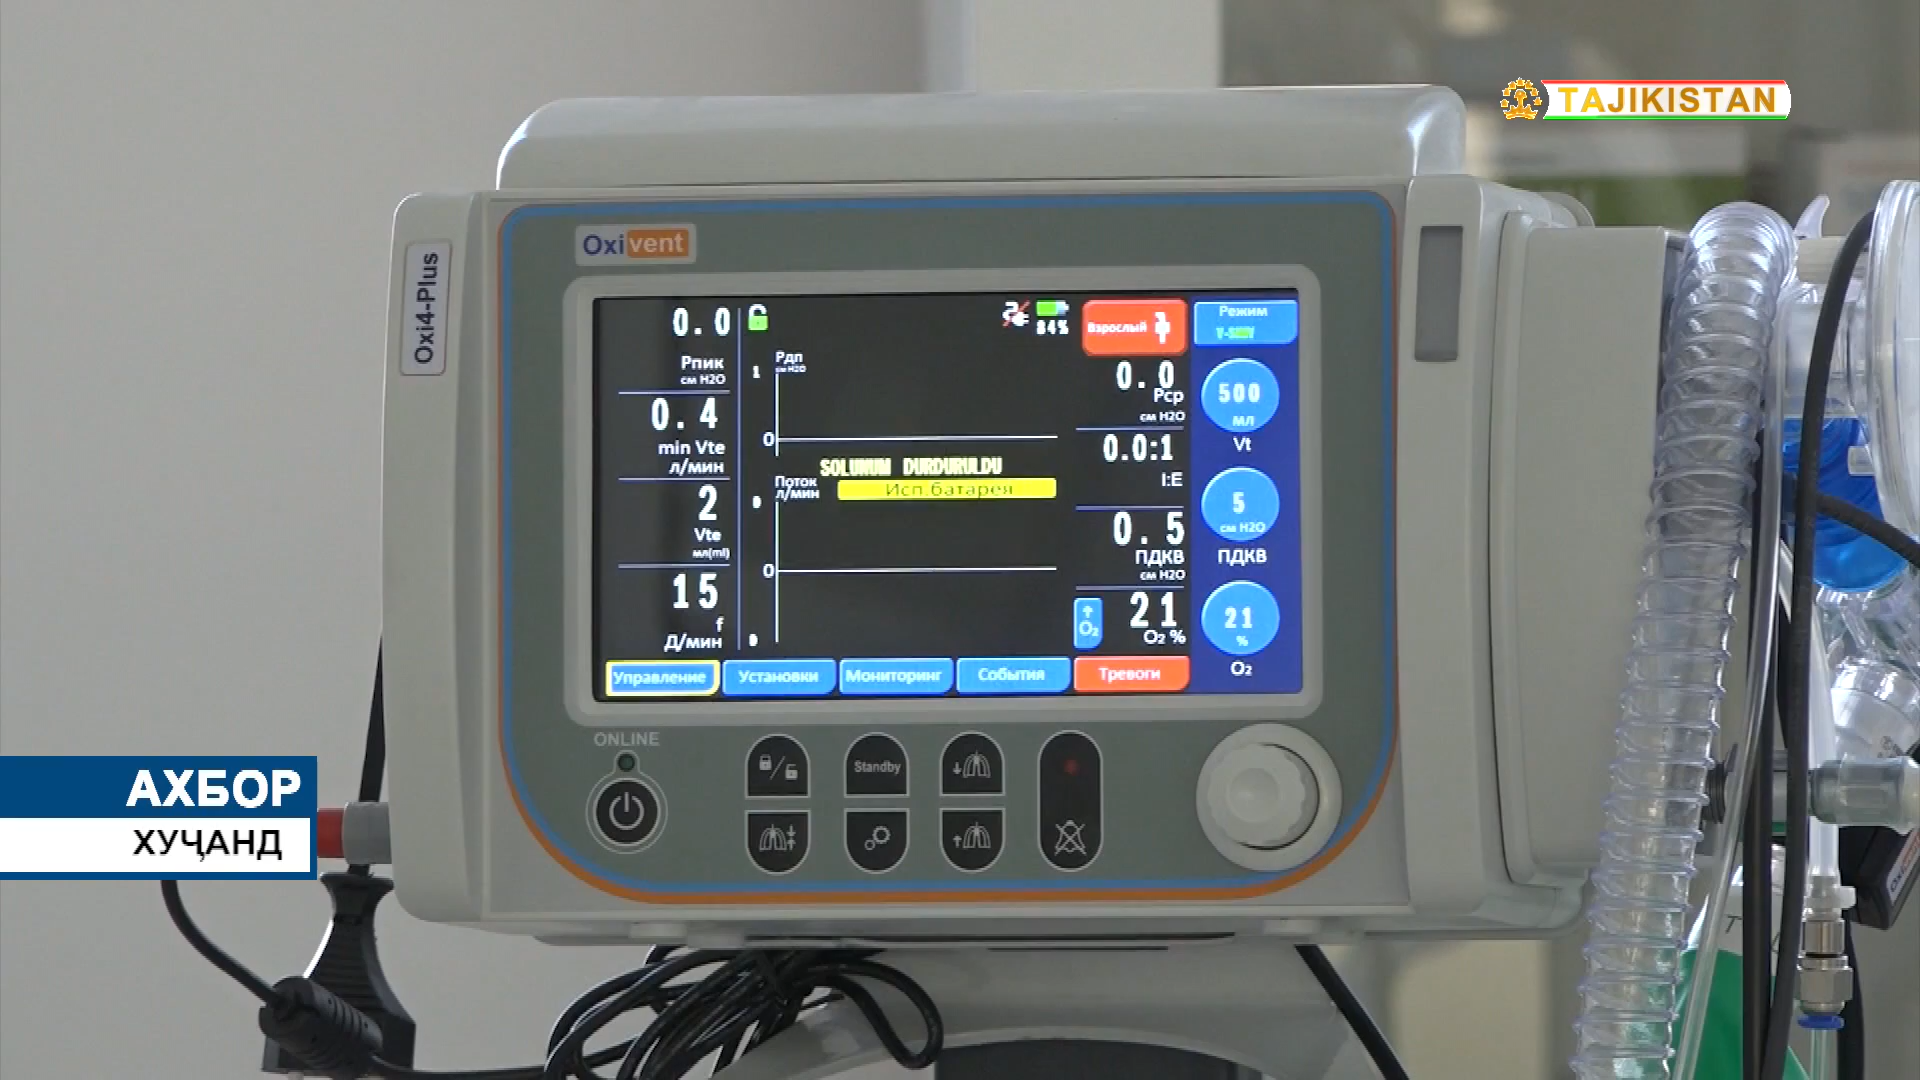 TAJIKISTAN
Oxivent
Oxi4-Plus
0.0
Pпик
см H2O
0.4
min Vte
л/мин
2
Vte
мл(ml)
15
f
Д/мин
1
Pдп
см H2O
0
SOLUNUM DURDURULDU
Исп.батарея
Поток
л/мин
0
84%
Взрослый
0.0
Pср
см H2O
0.0:1
I:E
0.5
ПДКВ
см H2O
21
O2 %
O2
Режим
500
мл
Vt
5
см H2O
ПДКВ
21
%
O2
Управление
Установки
Мониторинг
События
Тревоги
ONLINE
Standby
АХБОР
ХУҶАНД